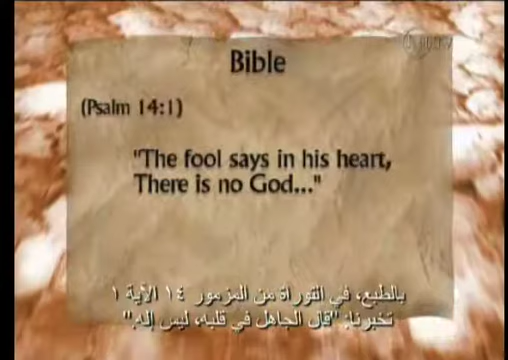 Bible
(Psalm 14:1)
"The fool says in his heart,
There is no God..."
بالطبع، في التوراة من المزمور ١٤ الآية ١
تخبرنا: "قال الجاهل في قلبه، ليس إله."